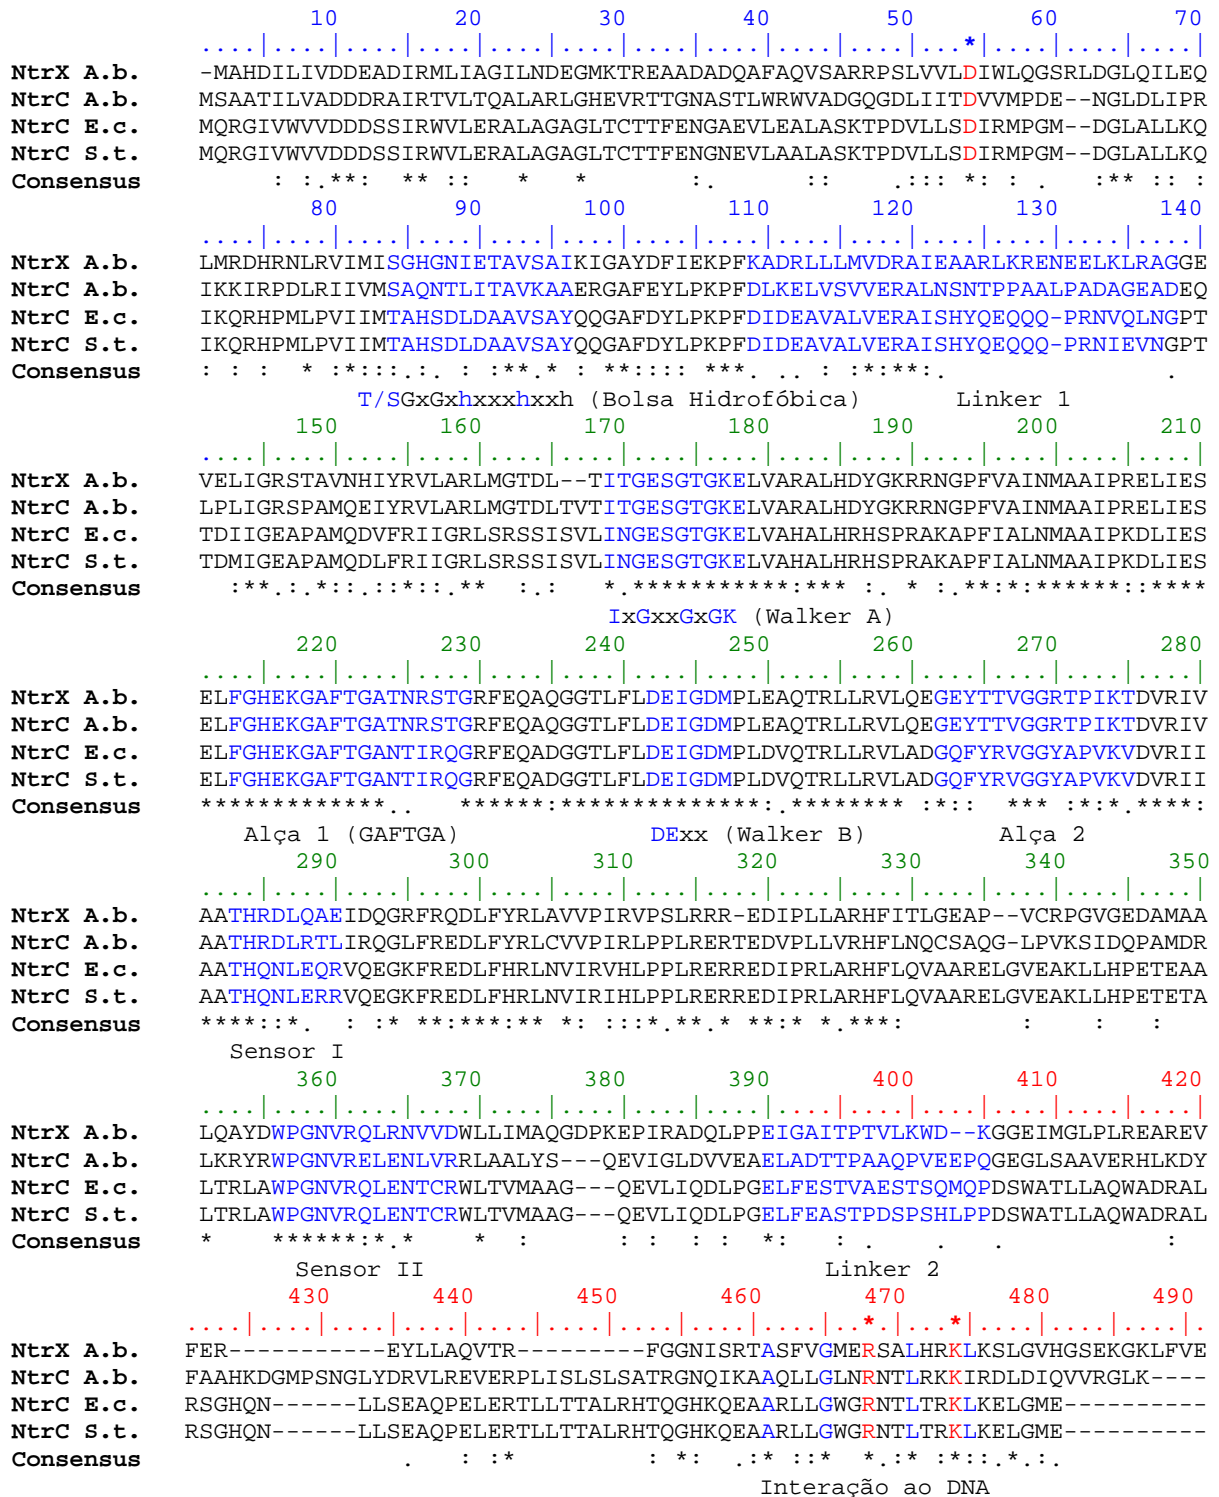 10 20 30 40 50 60 70
....|....|....|....|....|....|....|....|....|....|...*|....|....|....|
NtrX A.b. -MAHDILIVDDEADIRMLIAGILNDEGMKTREAADADQAFAQVSARRPSLVVLDIWLQGSRLDGLQILEQ
NtrC A.b. MSAATILVADDDRAIRTVLTQALARLGHEVRTTGNASTLWRWVADGQGDLIITDVVMPDE--NGLDLIPR
NtrC E.c. MQRGIVWVVDDDSSIRWVLERALAGAGLTCTTFENGAEVLEALASKTPDVLLSDIRMPGM--DGLALLKQ
NtrC S.t. MQRGIVWVVDDDSSIRWVLERALAGAGLTCTTFENGNEVLAALASKTPDVLLSDIRMPGM--DGLALLKQ
Consensus : :.**: ** :: * * :. :: .::: *: : . :** :: :
80 90 100 110 120 130 140
....|....|....|....|....|....|....|....|....|....|....|....|....|....|
NtrX A.b. LMRDHRNLRVIMISGHGNIETAVSAIKIGAYDFIEKPFKADRLLLMVDRAIEAARLKRENEELKLRAGGE
NtrC A.b. IKKIRPDLRIIVMSAQNTLITAVKAAERGAFEYLPKPFDLKELVSVVERALNSNTPPAALPADAGEADEQ
NtrC E.c. IKQRHPMLPVIIMTAHSDLDAAVSAYQQGAFDYLPKPFDIDEAVALVERAISHYQEQQQ-PRNVQLNGPT
NtrC S.t. IKQRHPMLPVIIMTAHSDLDAAVSAYQQGAFDYLPKPFDIDEAVALVERAISHYQEQQQ-PRNIEVNGPT
Consensus : : * :*:::.:. : :**.* : **:::: ***. . :*:**:. .
T/SGxGxhxxxhxxh (Bolsa Hidrofóbica) Linker 1
150 160 170 180 190 200 210
....|....|....|....|....|....|....|....|....|....|....|....|....|....|
NtrX A.b. VELIGRSTAVNHIYRVLARLMGTDL--TITGESGTGKELVARALHDYGKRRNGPFVAINMAAIPRELIES
NtrC A.b. LPLIGRSPAMQEIYRVLARLMGTDLTVTITGESGTGKELVARALHDYGKRRNGPFVAINMAAIPRELIES
NtrC E.c. TDIIGEAPAMQDVFRIIGRLSRSSISVLINGESGTGKELVAHALHRHSPRAKAPFIALNMAAIPKDLIES
NtrC S.t. TDMIGEAPAMQDLFRIIGRLSRSSISVLINGESGTGKELVAHALHRHSPRAKAPFIALNMAAIPKDLIES
Consensus :**.:.*::.::*::.** :.: *.***********:*** :. * :.**:*:******::****
IxGxxGxGK (Walker A)
220 230 240 250 260 270 280
....|....|....|....|....|....|....|....|....|....|....|....|....|....|
NtrX A.b. ELFGHEKGAFTGATNRSTGRFEQAQGGTLFLDEIGDMPLEAQTRLLRVLQEGEYTTVGGRTPIKTDVRIV
NtrC A.b. ELFGHEKGAFTGATNRSTGRFEQAQGGTLFLDEIGDMPLEAQTRLLRVLQEGEYTTVGGRTPIKTDVRIV
NtrC E.c. ELFGHEKGAFTGANTIRQGRFEQADGGTLFLDEIGDMPLDVQTRLLRVLADGQFYRVGGYAPVKVDVRII
NtrC S.t. ELFGHEKGAFTGANTIRQGRFEQADGGTLFLDEIGDMPLDVQTRLLRVLADGQFYRVGGYAPVKVDVRII
Consensus *************.. ******:**************:.******** :*:: *** :*:*.****:
Alça 1 (GAFTGA) DExx (Walker B) Alça 2
290 300 310 320 330 340 350
....|....|....|....|....|....|....|....|....|....|....|....|....|....|
NtrX A.b. AATHRDLQAEIDQGRFRQDLFYRLAVVPIRVPSLRRR-EDIPLLARHFITLGEAP--VCRPGVGEDAMAA
NtrC A.b. AATHRDLRTLIRQGLFREDLFYRLCVVPIRLPPLRERTEDVPLLVRHFLNQCSAQG-LPVKSIDQPAMDR
NtrC E.c. AATHQNLEQRVQEGKFREDLFHRLNVIRVHLPPLRERREDIPRLARHFLQVAARELGVEAKLLHPETEAA
NtrC S.t. AATHQNLERRVQEGKFREDLFHRLNVIRIHLPPLRERREDIPRLARHFLQVAARELGVEAKLLHPETETA
Consensus ****::*. : :* **:***:** *: :::*.**.* **:* *.***: : : :
Sensor I
360 370 380 390 400 410 420
....|....|....|....|....|....|....|....|....|....|....|....|....|....|
NtrX A.b. LQAYDWPGNVRQLRNVVDWLLIMAQGDPKEPIRADQLPPEIGAITPTVLKWD--KGGEIMGLPLREAREV
NtrC A.b. LKRYRWPGNVRELENLVRRLAALYS---QEVIGLDVVEAELADTTPAAQPVEEPQGEGLSAAVERHLKDY
NtrC E.c. LTRLAWPGNVRQLENTCRWLTVMAAG---QEVLIQDLPGELFESTVAESTSQMQPDSWATLLAQWADRAL
NtrC S.t. LTRLAWPGNVRQLENTCRWLTVMAAG---QEVLIQDLPGELFEASTPDSPSHLPPDSWATLLAQWADRAL
Consensus * ******:*.* * : : : : : *: : . . . :
Sensor II Linker 2
430 440 450 460 470 480 490
....|....|....|....|....|....|....|....|....|..*.|....*|....|....|....|.
NtrX A.b. FER-----------EYLLAQVTR---------FGGNISRTASFVGMERSALHRKLKSLGVHGSEKGKLFVE
NtrC A.b. FAAHKDGMPSNGLYDRVLREVERPLISLSLSATRGNQIKAAQLLGLNRNTLRKKIRDLDIQVVRGLK----
NtrC E.c. RSGHQN------LLSEAQPELERTLLTTALRHTQGHKQEAARLLGWGRNTLTRKLKELGME----------
NtrC S.t. RSGHQN------LLSEAQPELERTLLTTALRHTQGHKQEAARLLGWGRNTLTRKLKELGME----------
Consensus . : :* : *: .:* ::* *.:* :*::.*.:.
Interação ao DNA